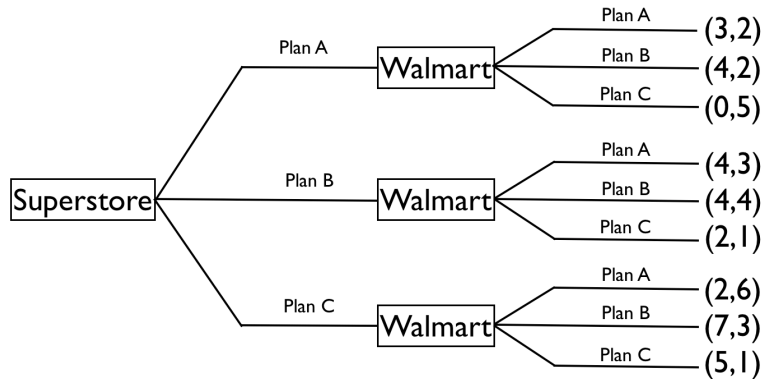 Plan A
Walmart
Plan A
(3,2)
Plan B
(4,2)
Plan C
(0,5)
Superstore
Plan B
Walmart
Plan A
(4,3)
Plan B
(4,4)
Plan C
(2,1)
Plan C
Walmart
Plan A
(2,6)
Plan B
(7,3)
Plan C
(5,1)